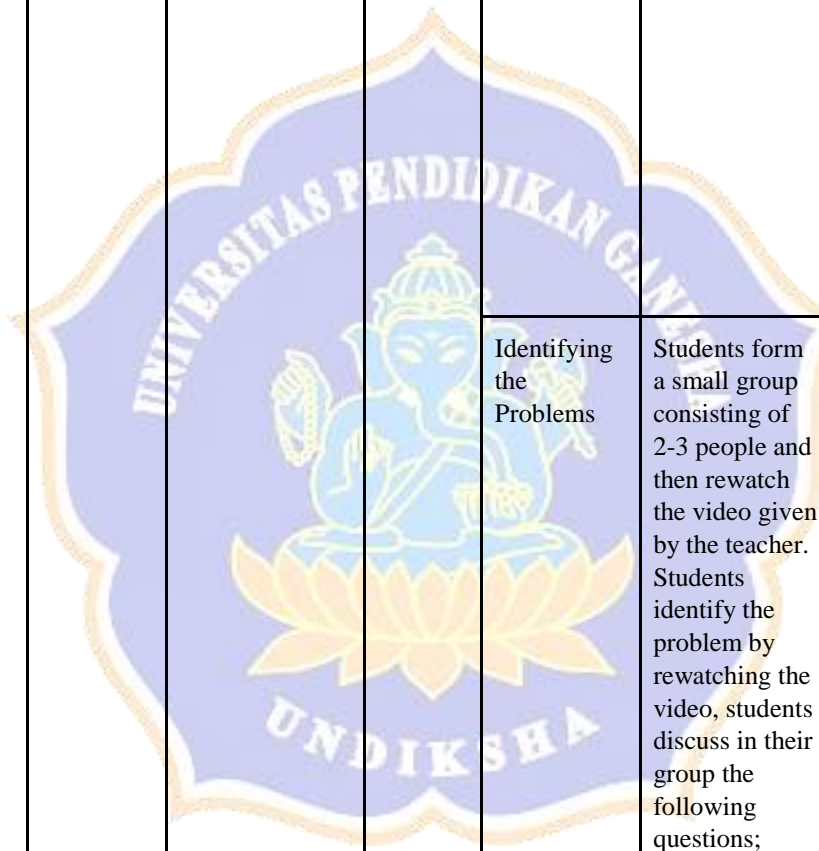 UNIVERSITAS PENDIDIKAN GANESHA
Identifying
the
Problems
Students form
a small group
consisting of
2-3 people and
then rewatch
the video given
by the teacher.
Students
identify the
problem by
rewatching the
video, students
discuss in their
group the
following
questions;
UNDIKSHA